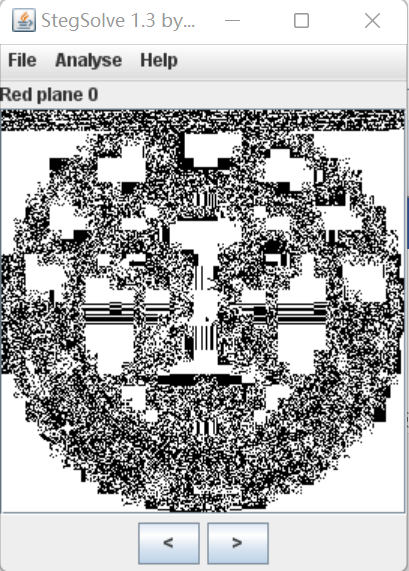 StegSolve 1.3 by...
File Analyse Help
Red plane 0
< >